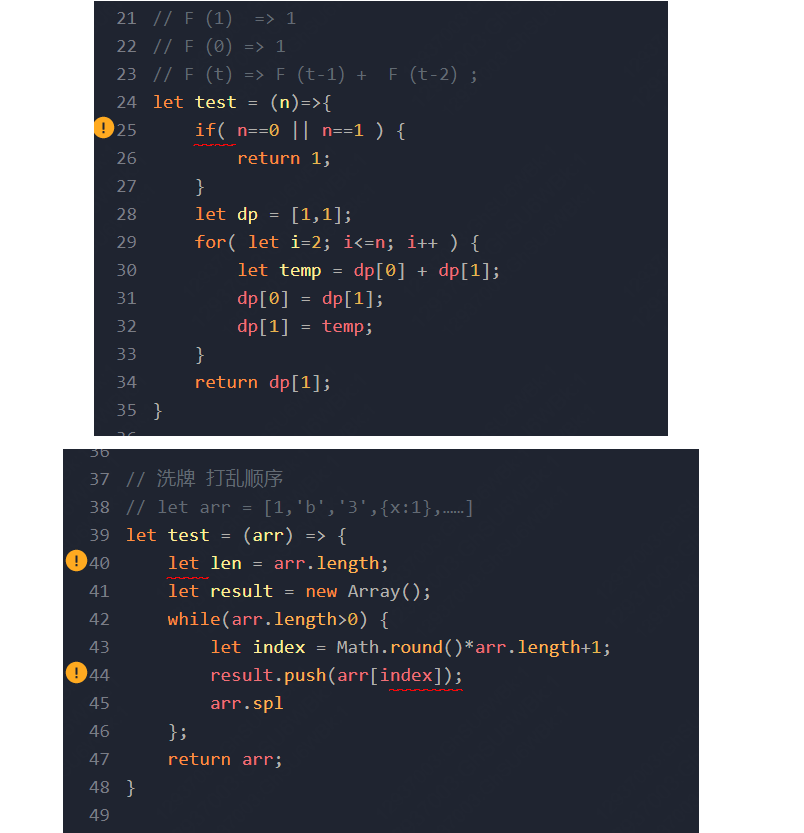 21 // F (1)  => 1
22 // F (0) => 1
23 // F (t) => F (t-1) +  F (t-2) ;
24 let test = (n)=>{
25     if( n==0 || n==1 ) {
26         return 1;
27     }
28     let dp = [1,1];
29     for( let i=2; i<=n; i++ ) {
30         let temp = dp[0] + dp[1];
31         dp[0] = dp[1];
32         dp[1] = temp;
33     }
34     return dp[1];
35 }
36
36
37 // 洗牌 打乱顺序
38 // let arr = [1,'b','3',{x:1},……]
39 let test = (arr) => {
40     let len = arr.length;
41     let result = new Array();
42     while(arr.length>0) {
43         let index = Math.round()*arr.length+1;
44         result.push(arr[index]);
45         arr.spl
46     };
47     return arr;
48 }
49